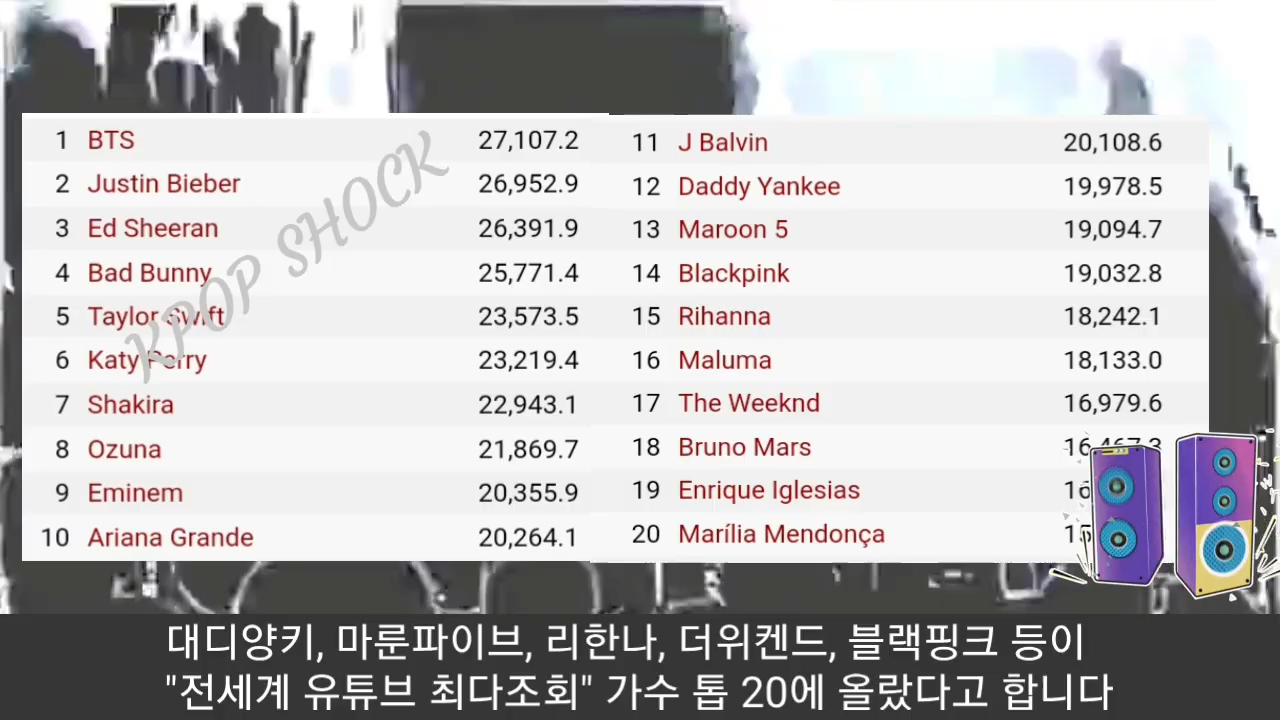 1 BTS 27,107.2
2 Justin Bieber 26,952.9
3 Ed Sheeran 26,391.9
4 Bad Bunny 25,771.4
5 Taylor Swift 23,573.5
6 Katy Perry 23,219.4
7 Shakira 22,943.1
8 Ozuna 21,869.7
9 Eminem 20,355.9
10 Ariana Grande 20,264.1
11 J Balvin 20,108.6
12 Daddy Yankee 19,978.5
13 Maroon 5 19,094.7
14 Blackpink 19,032.8
15 Rihanna 18,242.1
16 Maluma 18,133.0
17 The Weeknd 16,979.6
18 Bruno Mars
19 Enrique Iglesias
20 Marília Mendonça
KPOP SHOCK
대디양키, 마룬파이브, 리한나, 더위켄드, 블랙핑크 등이
"전세계 유튜브 최다조회" 가수 톱 20에 올랐다고 합니다